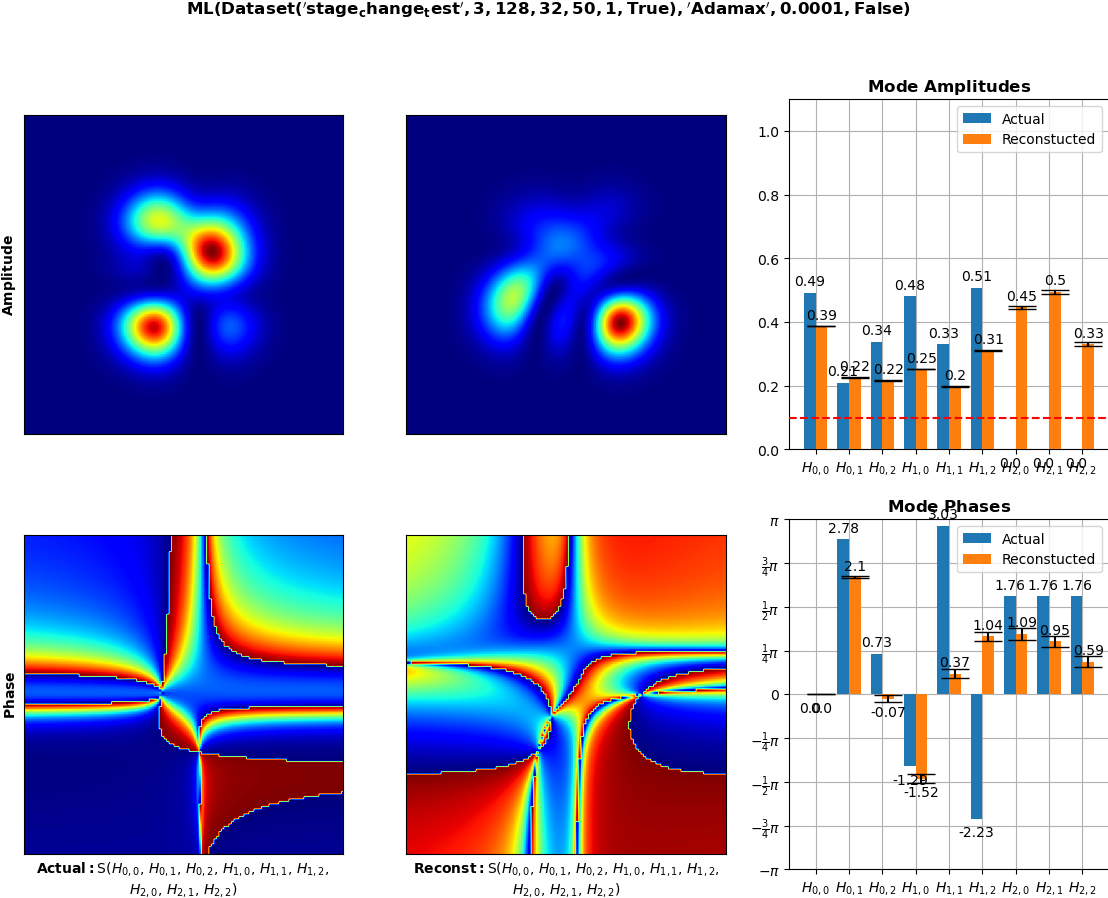 ML(Dataset('stage_change_test', 3, 128, 32, 50, 1, True), 'Adamax', 0.0001, False)
Amplitude
Mode Amplitudes
Actual
Reconstucted
1.0
0.8
0.6
0.4
0.2
0.0
0.49
0.39
0.21
0.22
0.34
0.22
0.48
0.25
0.33
0.2
0.51
0.31
0.0
0.45
0.0
0.5
0.0
0.33
H0,0 H0,1 H0,2 H1,0 H1,1 H1,2 H2,0 H2,1 H2,2
Phase
Actual: S(H0,0, H0,1, H0,2, H1,0, H1,1, H1,2,
H2,0, H2,1, H2,2)
Reconst: S(H0,0, H0,1, H0,2, H1,0, H1,1, H1,2,
H2,0, H2,1, H2,2)
Mode Phases
Actual
Reconstucted
π
3/4π
1/2π
1/4π
0
−1/4π
−1/2π
−3/4π
−π
0.0
0.0
2.78
2.1
0.73
-0.07
-1.29
-1.52
3.03
0.37
-2.23
1.04
1.76
1.09
1.76
0.95
1.76
0.59
H0,0 H0,1 H0,2 H1,0 H1,1 H1,2 H2,0 H2,1 H2,2